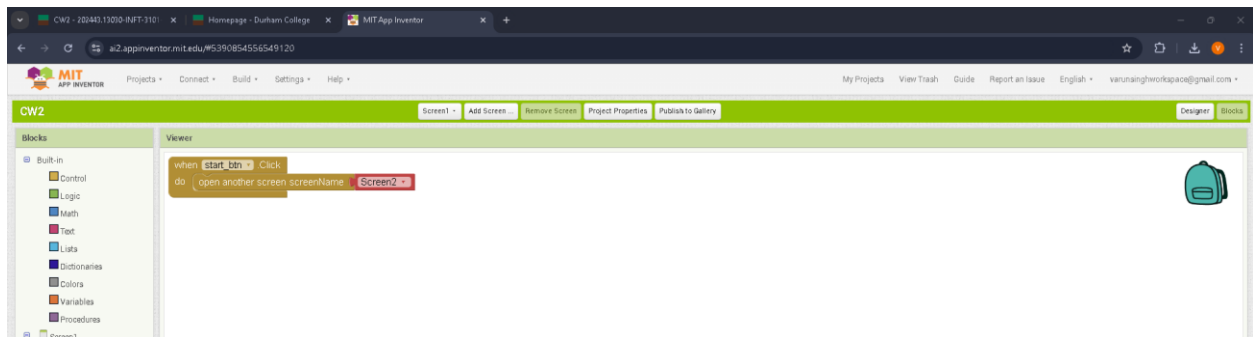 CW2 - 202443.13030-INFT-3101
Homepage - Durham College
MIT App Inventor
ai2.appinventor.mit.edu/#5390854556549120
MIT
APP INVENTOR
Projects
Connect
Build
Settings
Help
My Projects
View Trash
Guide
Report an Issue
English
varunsinghworkspace@gmail.com
CW2
Screen1
Add Screen ...
Remove Screen
Project Properties
Publish to Gallery
Designer
Blocks
Blocks
Viewer
Built-in
Control
Logic
Math
Text
Lists
Dictionaries
Colors
Variables
Procedures
Screen1
when start_btn .Click
do open another screen screenName Screen2
V